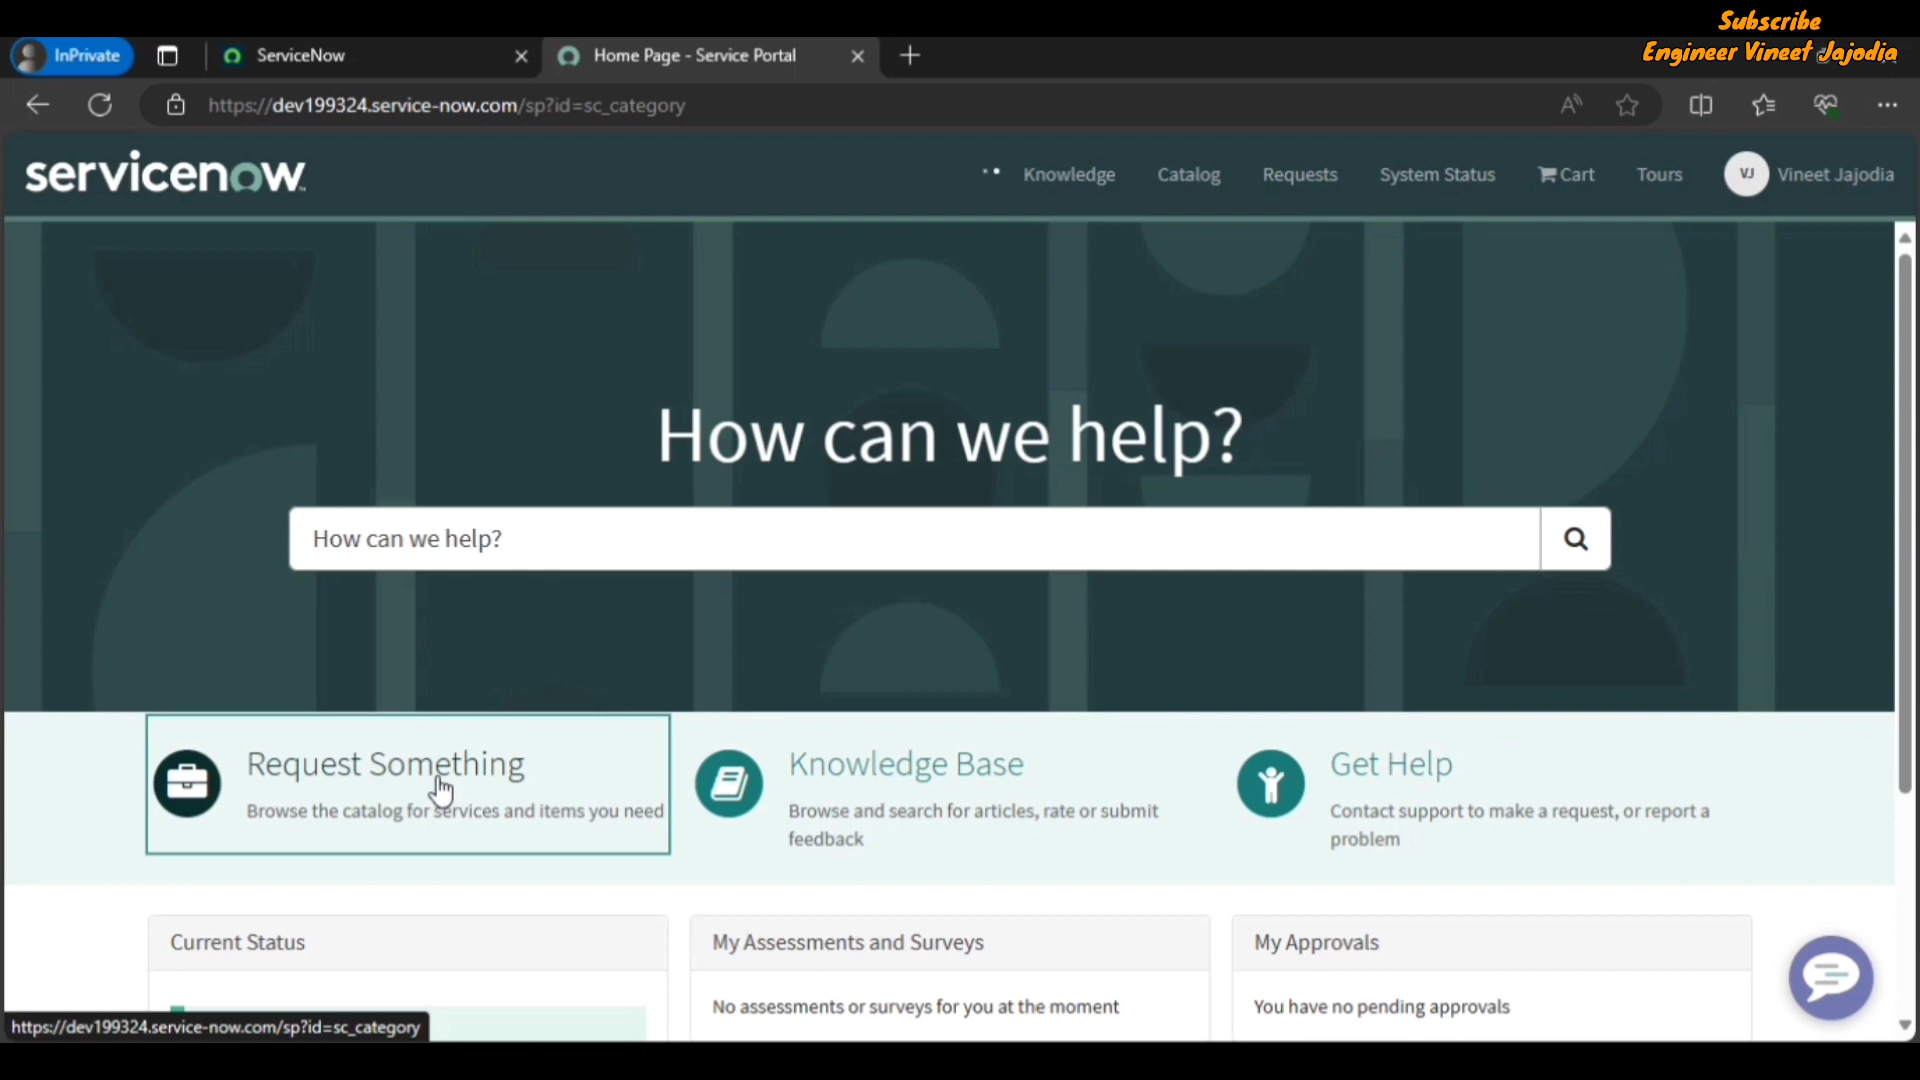 Subscribe
Engineer Vineet Jajodia
InPrivate
ServiceNow
Home Page - Service Portal
https://dev199324.service-now.com/sp?id=sc_category
servicenow
Knowledge
Catalog
Requests
System Status
Cart
Tours
VJ
Vineet Jajodia
How can we help?
How can we help?
Request Something
Browse the catalog for services and items you need
Knowledge Base
Browse and search for articles, rate or submit
feedback
Get Help
Contact support to make a request, or report a
problem
Current Status
My Assessments and Surveys
No assessments or surveys for you at the moment
My Approvals
You have no pending approvals
https://dev199324.service-now.com/sp?id=sc_category